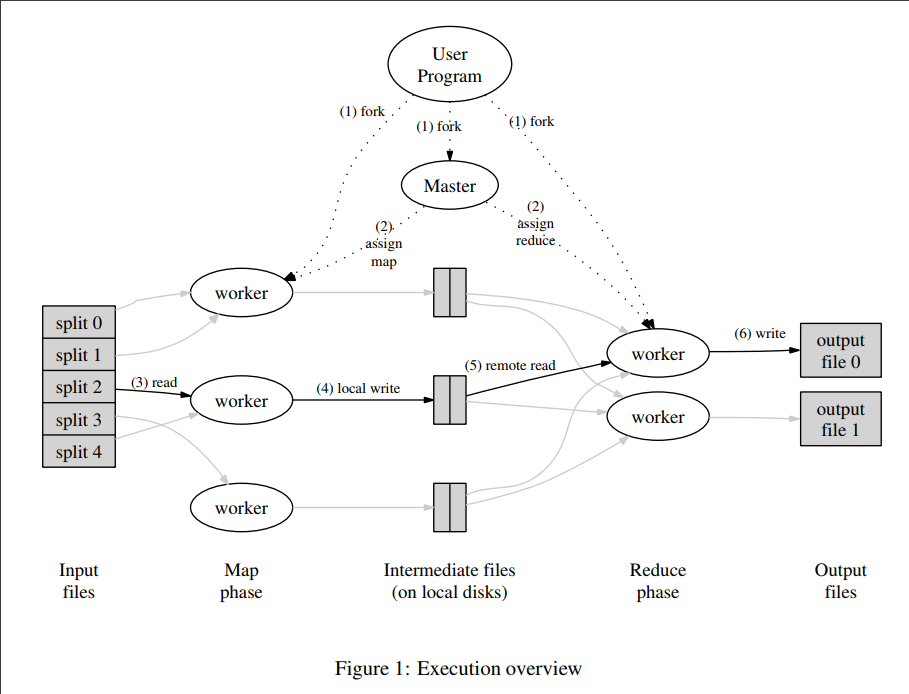 User
Program
(1) fork
(1) fork
(1) fork
Master
(2)
assign
map
(2)
assign
reduce
worker
split 0
split 1
split 2
split 3
split 4
(3) read
worker
(4) local write
(5) remote read
worker
(6) write
output
file 0
worker
output
file 1
worker
Input
files
Map
phase
Intermediate files
(on local disks)
Reduce
phase
Output
files
Figure 1: Execution overview